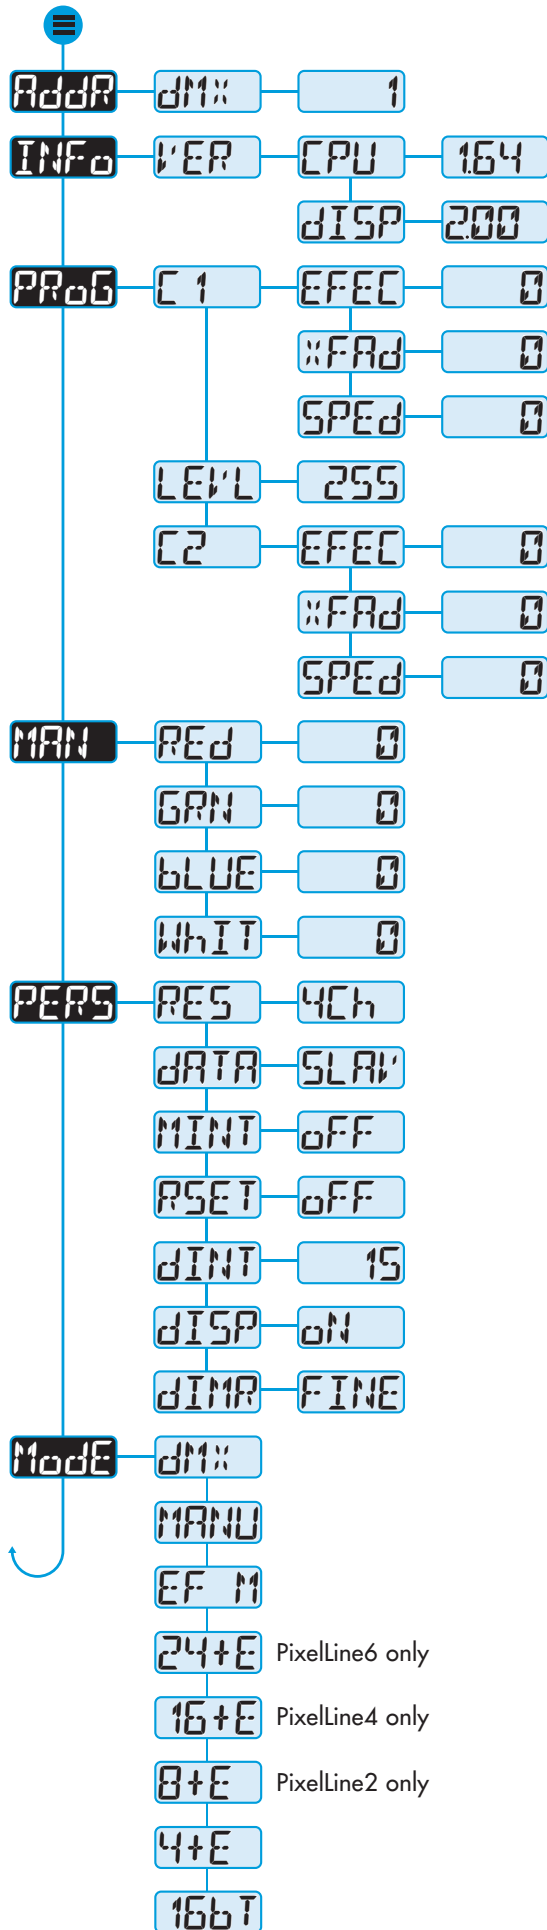 AddR dMX 1
INFo VER CPU 1.64
dISP 2.00
PRoG C 1 EFEC 0
XFAd 0
SPEd 0
LEVL 255
C2 EFEC 0
XFAd 0
SPEd 0
MAN REd 0
GRN 0
bLUE 0
WhIT 0
PERS RES 4Ch
dATA SLAV
MINT oFF
RSET oFF
dINT 15
dISP oN
dIMR FINE
ModE dMX
MANU
EF M
24+E PixelLine6 only
16+E PixelLine4 only
8+E PixelLine2 only
4+E
16bT